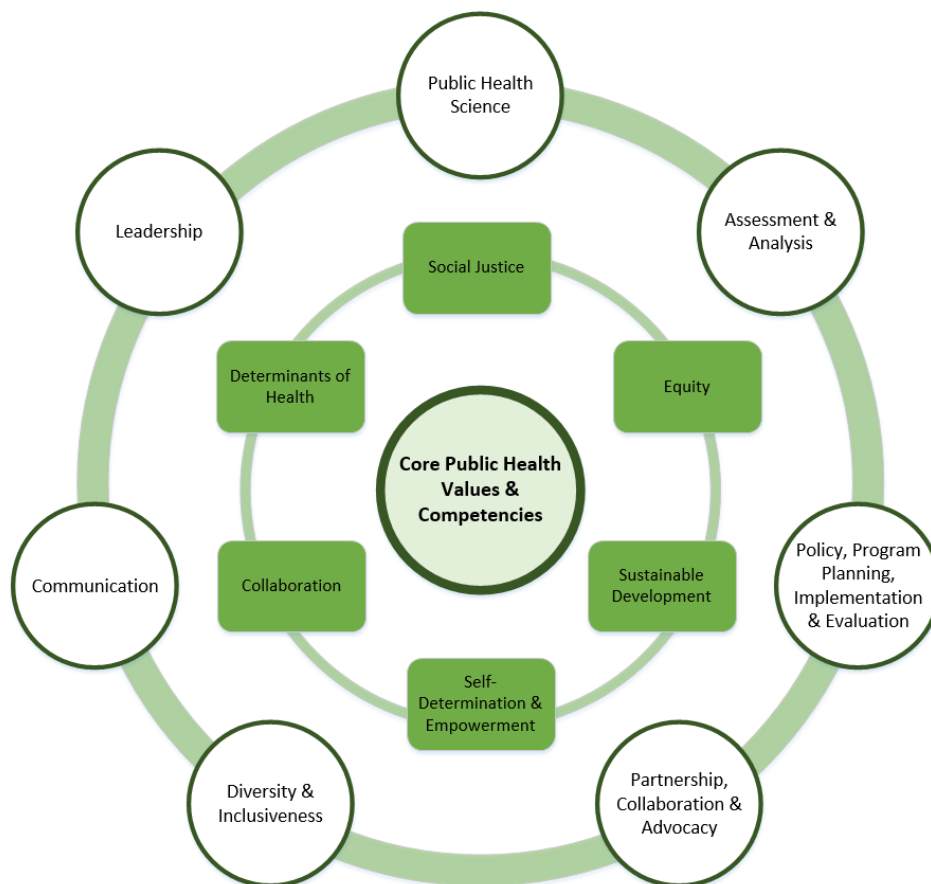 Public Health
Science
Leadership
Assessment &
Analysis
Social Justice
Determinants of
Health
Equity
Core Public Health
Values &
Competencies
Communication
Collaboration
Sustainable
Development
Policy, Program
Planning,
Implementation
& Evaluation
Self-
Determination &
Empowerment
Diversity &
Inclusiveness
Partnership,
Collaboration &
Advocacy